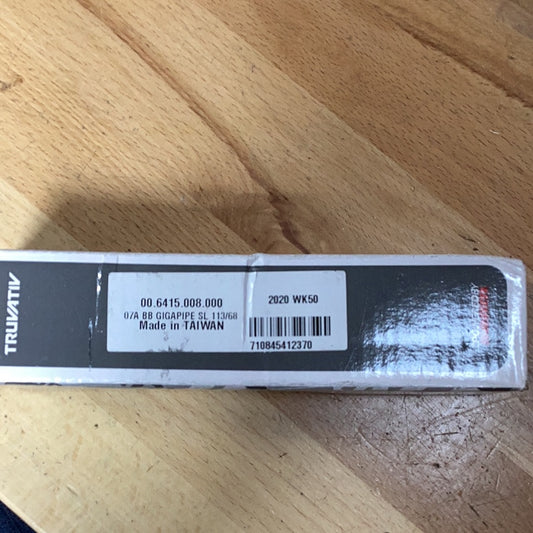 TRUVATIV
00.6415.008.000
07A BB GIGAPIPE SL 113/68
Made in TAIWAN
2020 WK50
710845412370